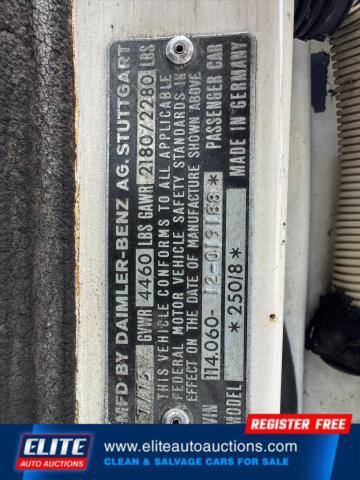 MFD BY DAIMLER-BENZ AG. STUTTGART
GVWR 4460 LBS GAWR 2180/2280 LBS
THIS VEHICLE CONFORMS TO ALL APPLICABLE
FEDERAL MOTOR VEHICLE SAFETY STANDARDS IN
EFFECT ON THE DATE OF MANUFACTURE SHOWN ABOVE
VIN 114.060-12-019188* PASSENGER CAR
MODEL *250/8* MADE IN GERMANY
ELITE
AUTO AUCTIONS
REGISTER FREE
www.eliteautoauctions.com
CLEAN & SALVAGE CARS FOR SALE